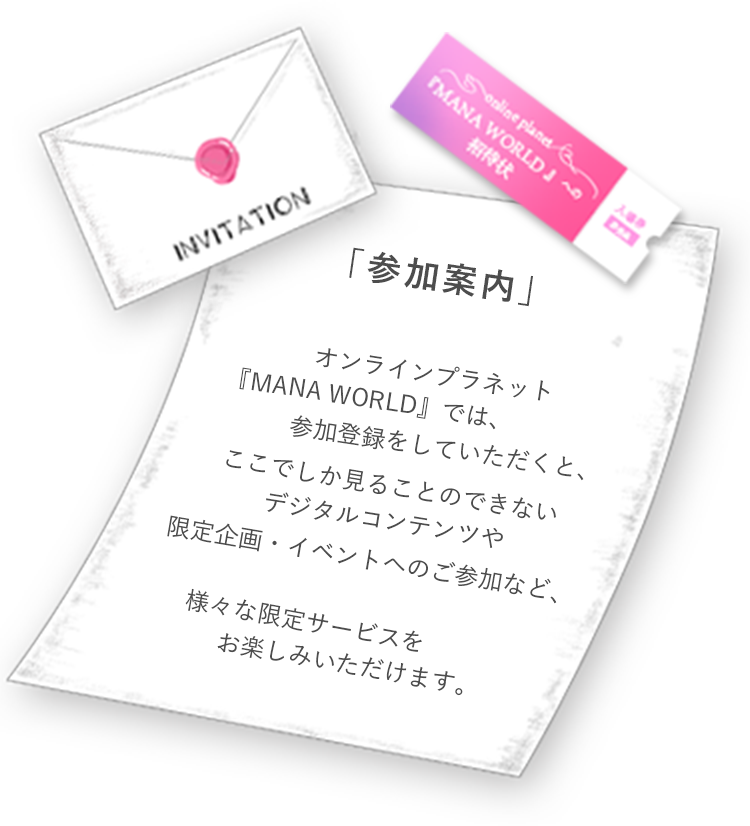 INVITATION
online planet
『MANA WORLD』への
招待状
入場券
「参加案内」
オンラインプラネット
『MANA WORLD』では、
参加登録をしていただくと、
ここでしか見ることのできない
デジタルコンテンツや
限定企画・イベントへのご参加など、
様々な限定サービスを
お楽しみいただけます。